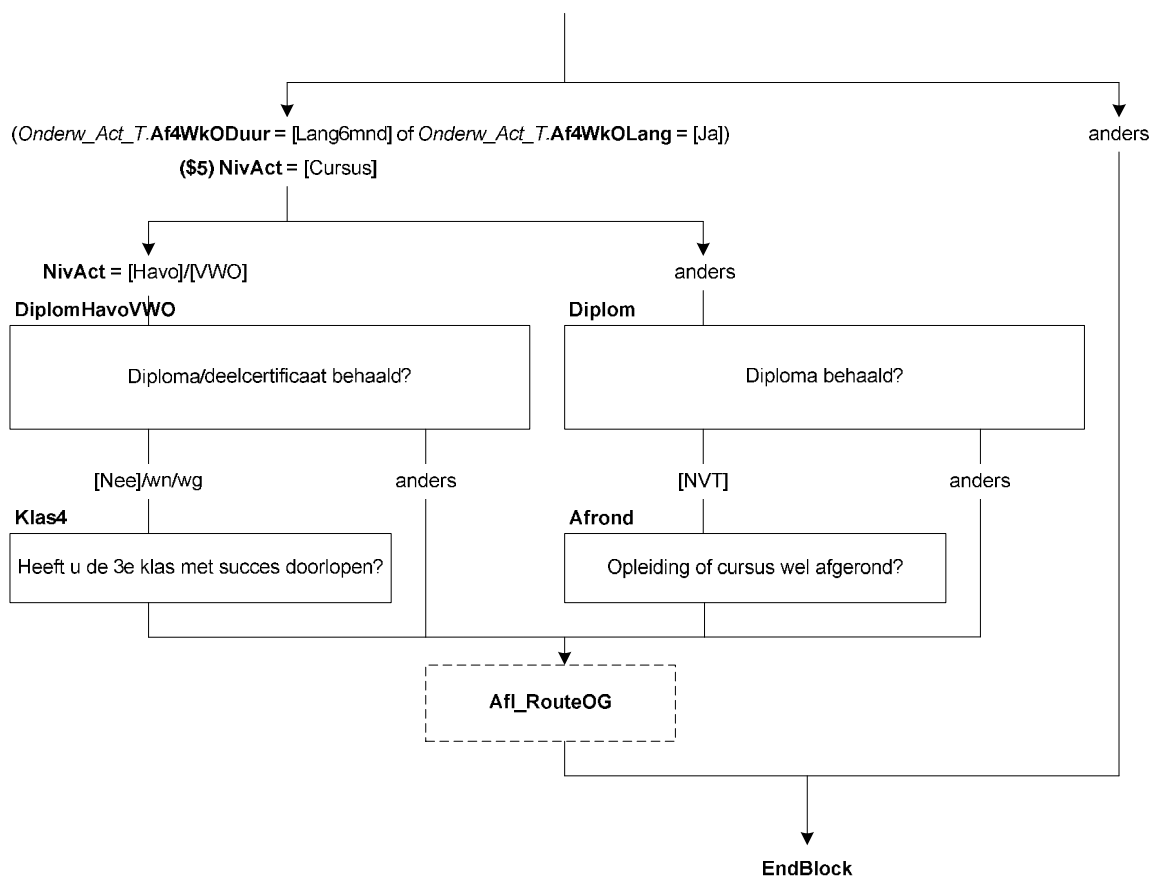 (Onderw_Act_T.Af4WkODuur = [Lang6mnd] of Onderw_Act_T.Af4WkOLang = [Ja])
anders
($5) NivAct = [Cursus]
NivAct = [Havo]/[VWO]
anders
DiplomHavoVWO
Diplom
Diploma/deelcertificaat behaald?
Diploma behaald?
[Nee]/wn/wg
anders
[NVT]
anders
Klas4
Afrond
Heeft u de 3e klas met succes doorlopen?
Opleiding of cursus wel afgerond?
Afl_RouteOG
EndBlock